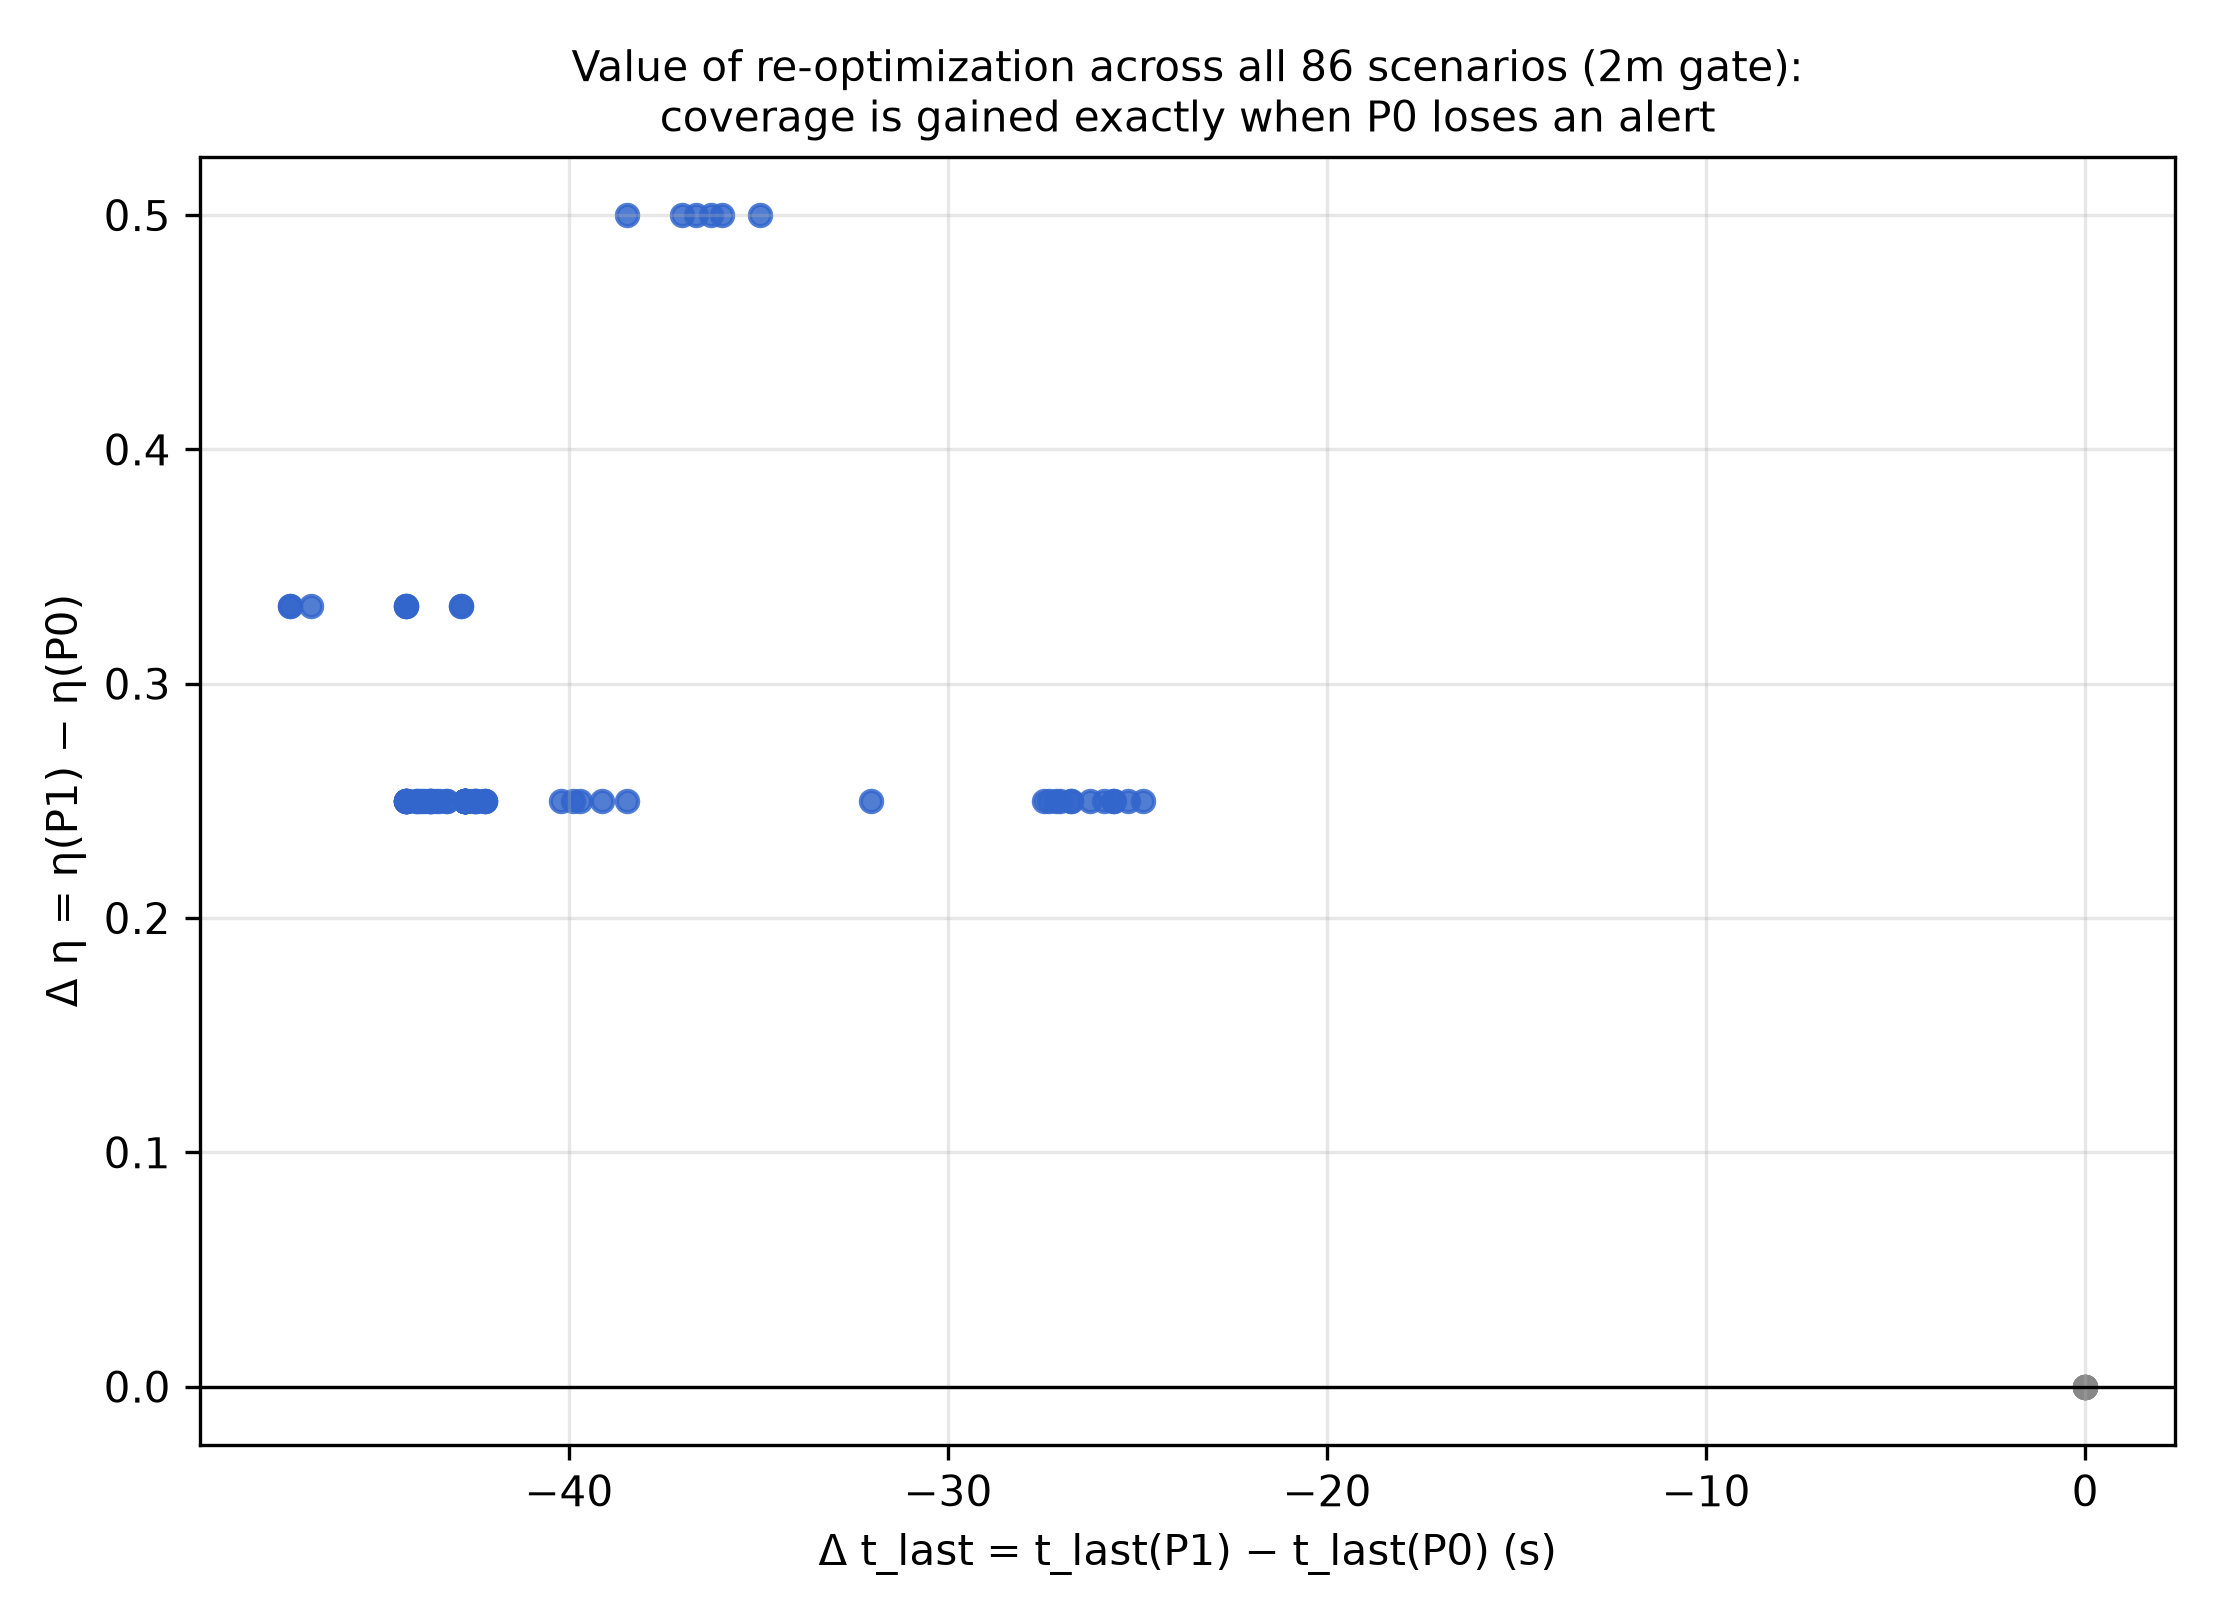 Value of re-optimization across all 86 scenarios (2m gate):
coverage is gained exactly when P0 loses an alert
Δ η = η(P1) − η(P0)
0.5
0.4
0.3
0.2
0.1
0.0
−40
−30
−20
−10
0
Δ t_last = t_last(P1) − t_last(P0) (s)